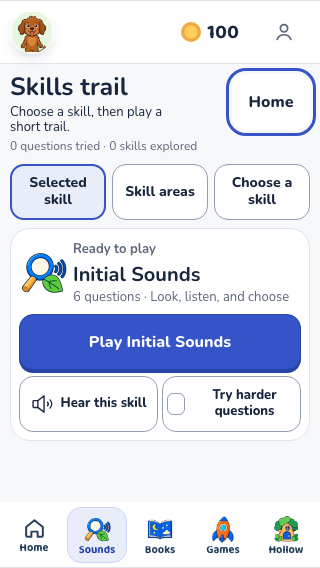 100
Skills trail
Choose a skill, then play a
short trail.
0 questions tried · 0 skills explored
Home
Selected
skill
Skill areas
Choose a
skill
Ready to play
Initial Sounds
6 questions · Look, listen, and choose
Play Initial Sounds
Hear this skill
Try harder
questions
Home
Sounds
Books
Games
Hollow